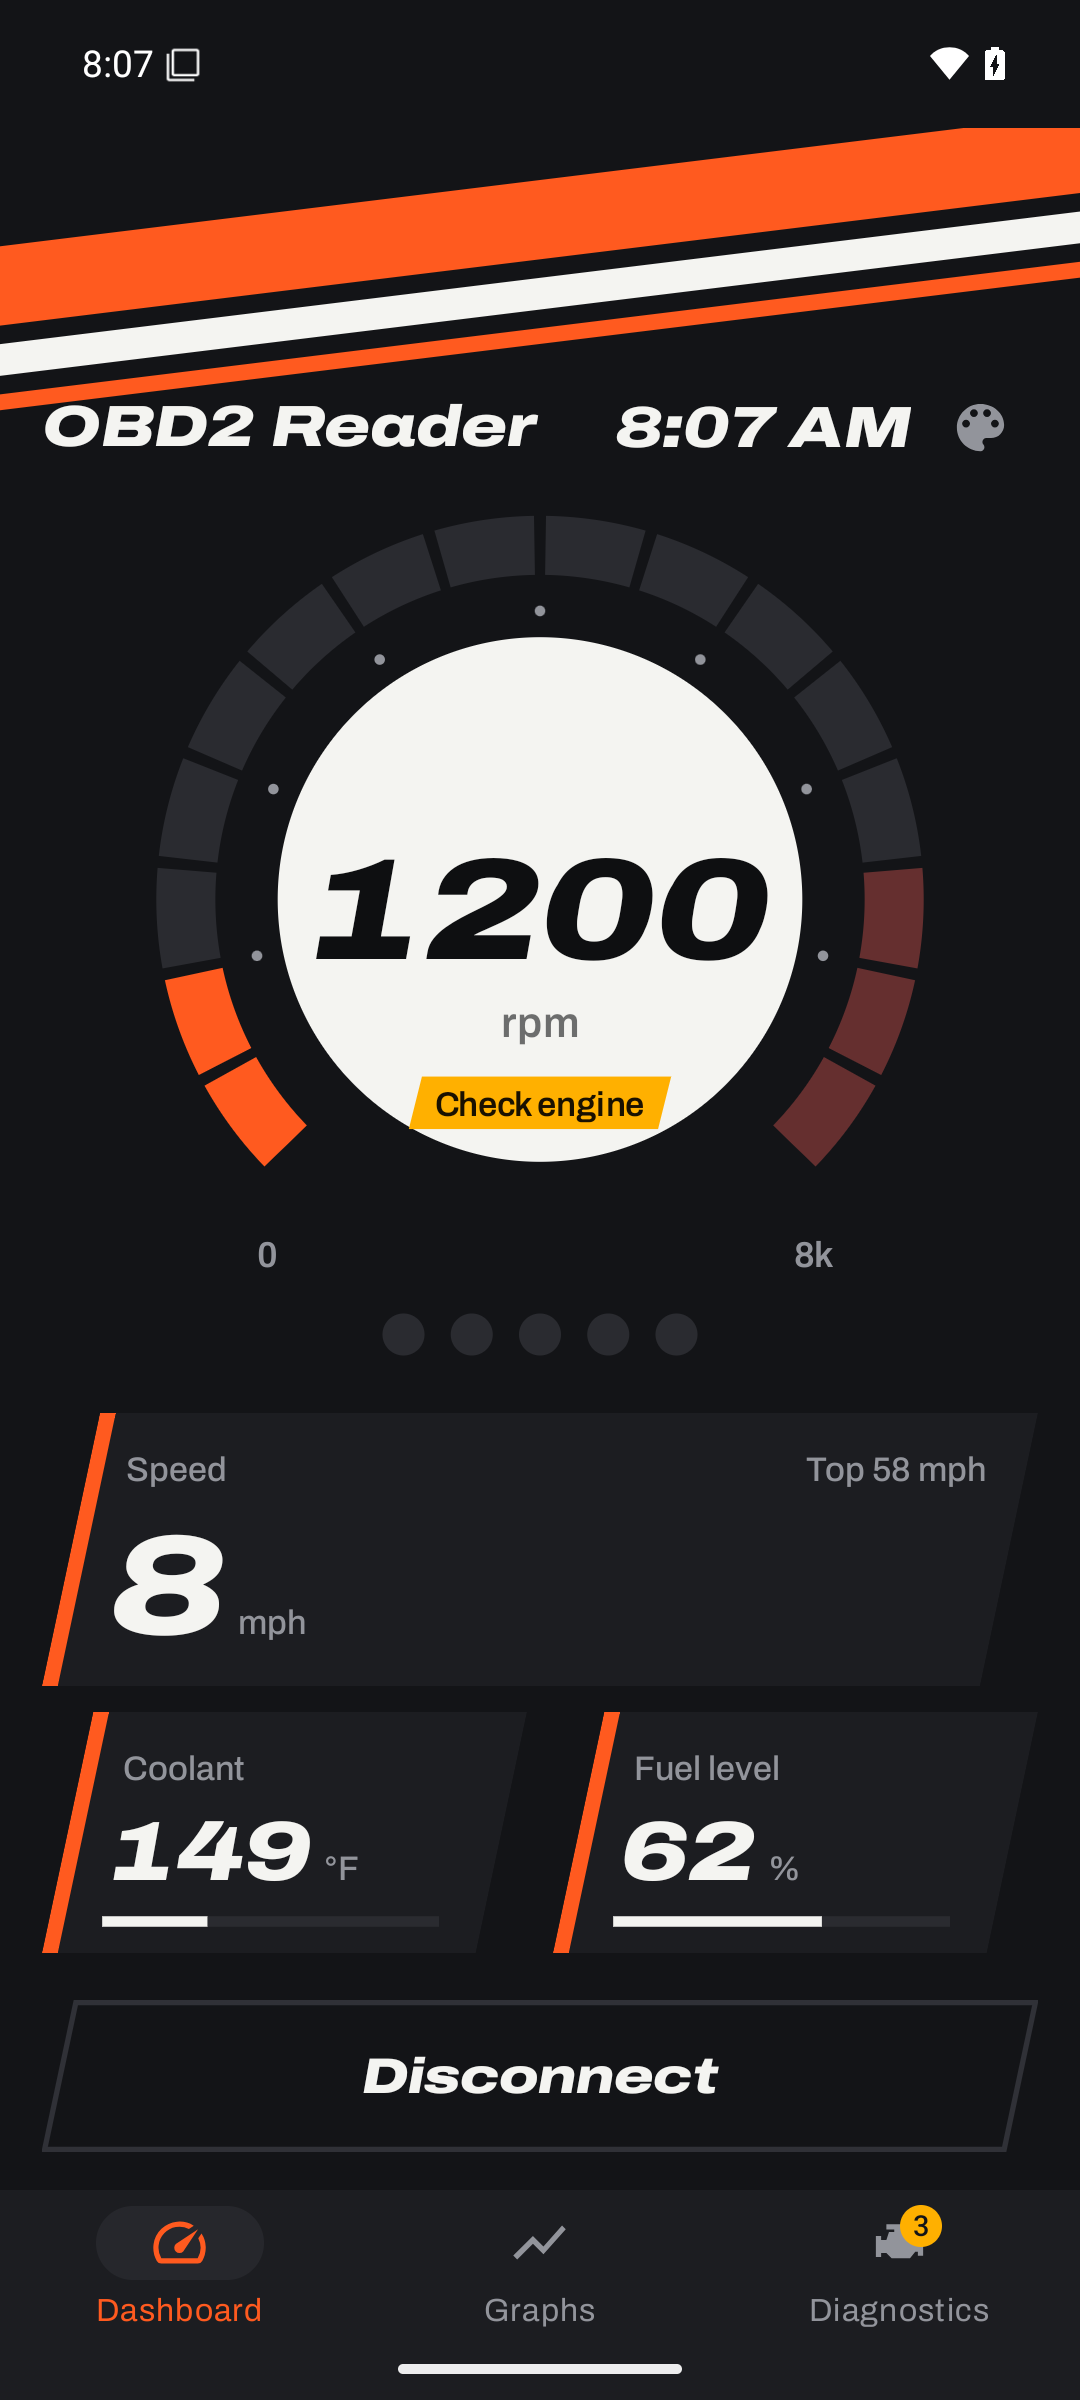 8:07
OBD2 Reader 8:07 AM
1200
rpm
Check engine
0 8k
Speed Top 58 mph
8 mph
Coolant Fuel level
149 °F 62 %
Disconnect
3
Dashboard Graphs Diagnostics